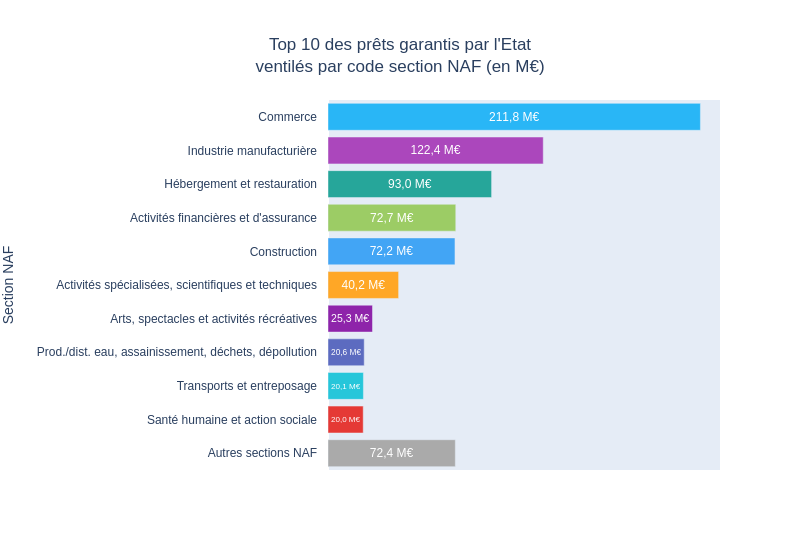 Top 10 des prêts garantis par l'Etat
ventilés par code section NAF (en M€)
Section NAF
Commerce 211,8 M€
Industrie manufacturière 122,4 M€
Hébergement et restauration 93,0 M€
Activités financières et d'assurance 72,7 M€
Construction 72,2 M€
Activités spécialisées, scientifiques et techniques 40,2 M€
Arts, spectacles et activités récréatives 25,3 M€
Prod./dist. eau, assainissement, déchets, dépollution 20,6 M€
Transports et entreposage 20,1 M€
Santé humaine et action sociale 20,0 M€
Autres sections NAF 72,4 M€